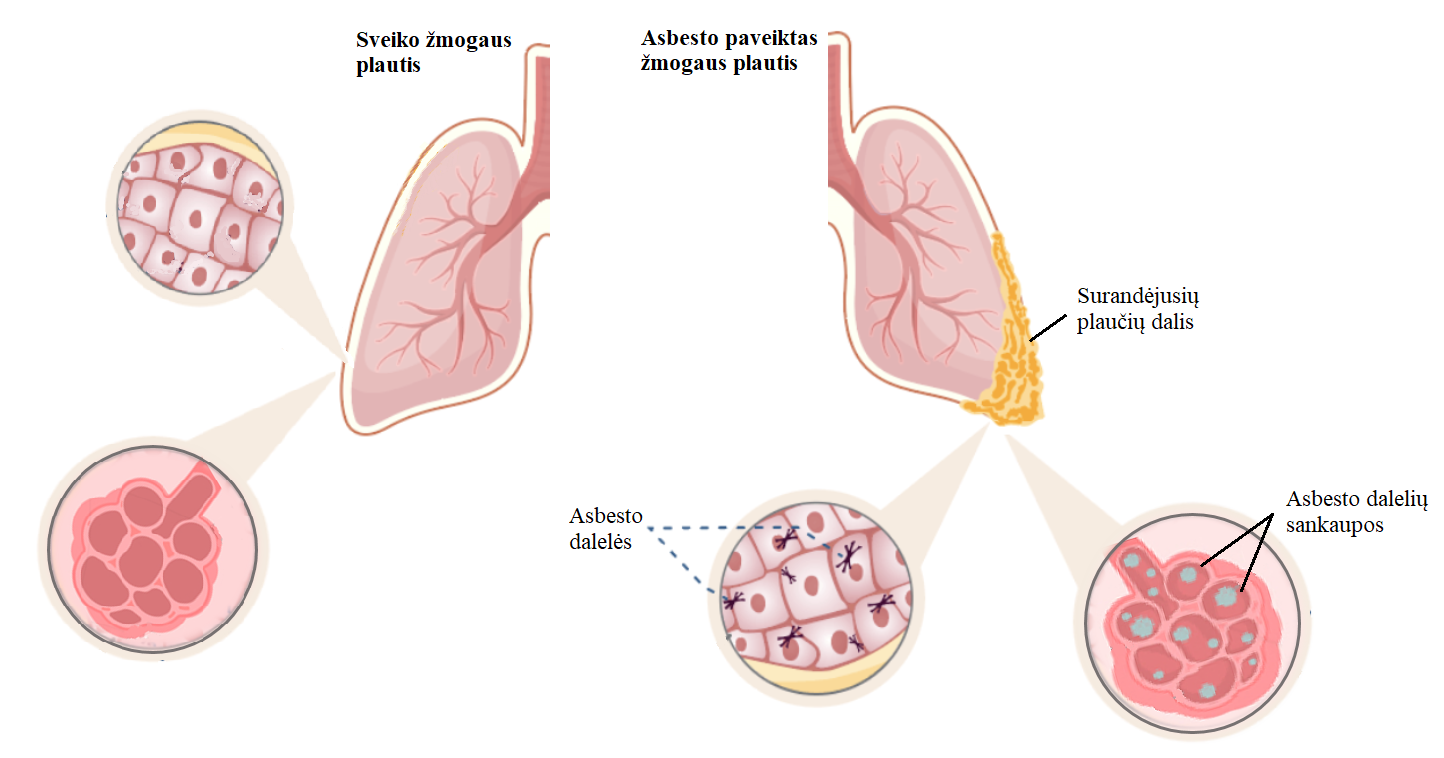 Sveiko žmogaus
plautis
Asbesto paveiktas
žmogaus plautis
Surandėjusių
plaučių dalis
Asbesto
dalelės
Asbesto dalelių
sankaupos